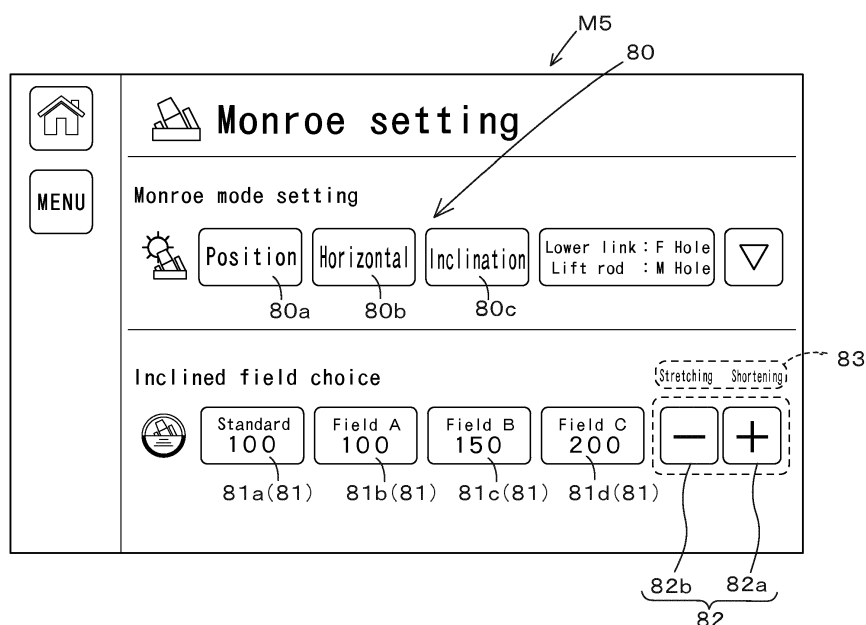 M5
80
Monroe setting
MENU
Monroe mode setting
Position
Horizontal
Inclination
Lower link : F Hole
Lift rod : M Hole
80a
80b
80c
83
Inclined field choice
Stretching
Shortening
Standard
100
Field A
100
Field B
150
Field C
200
−
+
81a(81)
81b(81)
81c(81)
81d(81)
82b
82a
82